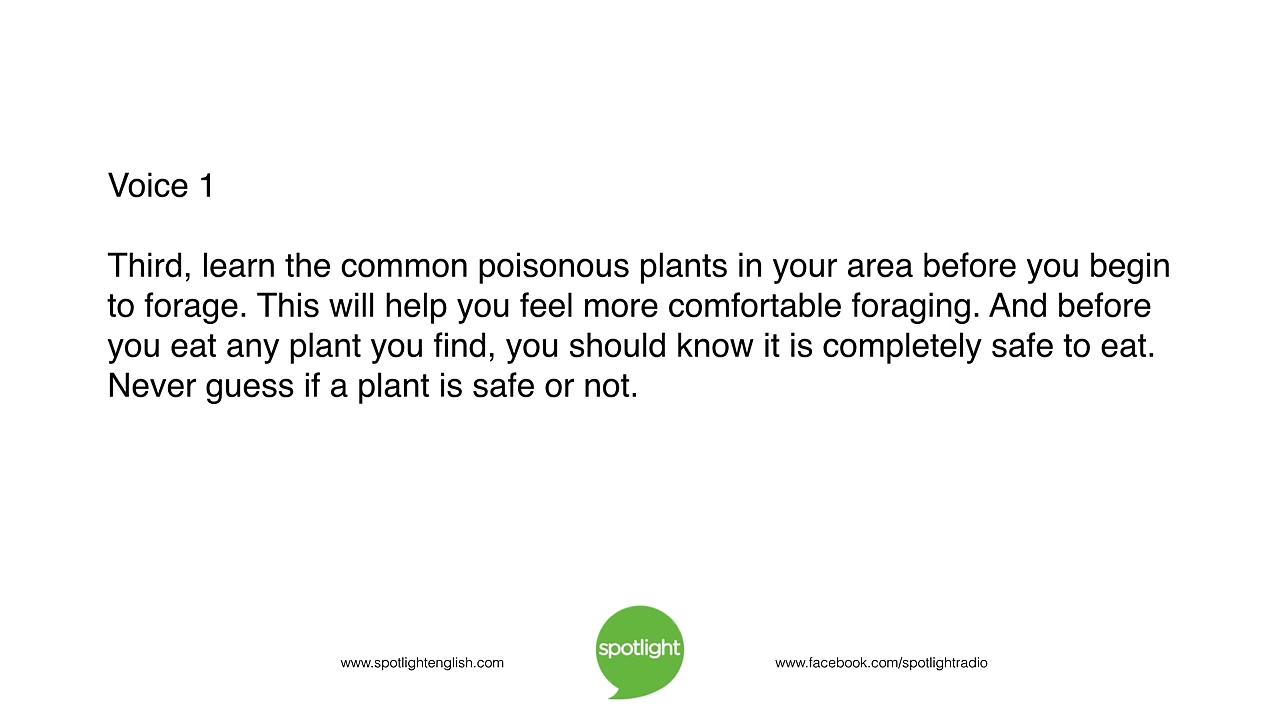 Voice 1
Third, learn the common poisonous plants in your area before you begin
to forage. This will help you feel more comfortable foraging. And before
you eat any plant you find, you should know it is completely safe to eat.
Never guess if a plant is safe or not.
www.spotlightenglish.com
spotlight
www.facebook.com/spotlightradio